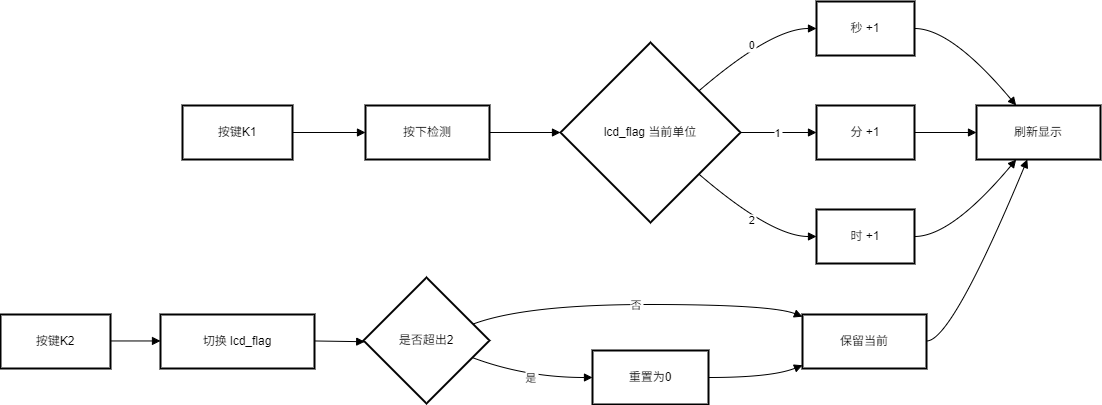 秒 +1
0
按键K1
按下检测
lcd_flag 当前单位
1
分 +1
刷新显示
2
时 +1
否
按键K2
切换 lcd_flag
是否超出2
保留当前
是
重置为0